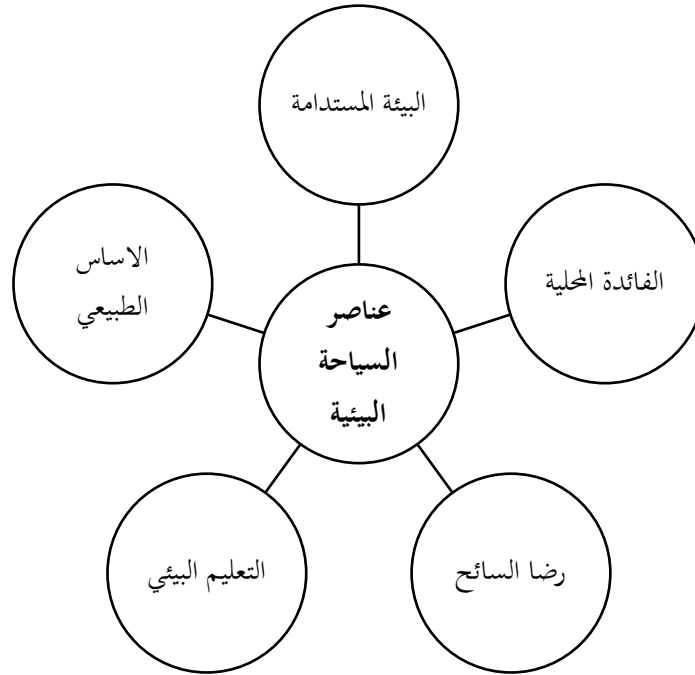 البيئة المستدامة
الفائدة المحلية
الاساس
الطبيعي
عناصر
السياحة
البيئية
رضا السائح
التعليم البيئي